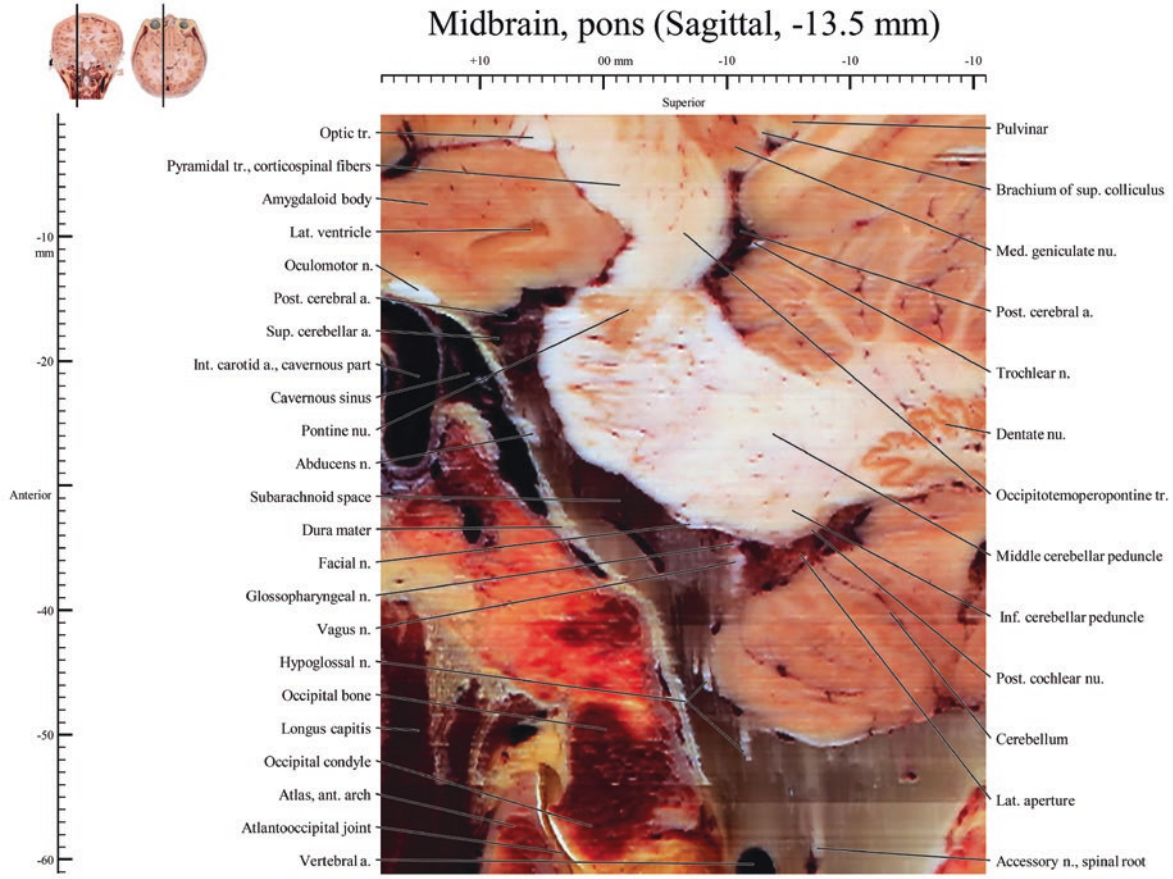 Midbrain, pons (Sagittal, -13.5 mm)
+10 00 mm -10 -10 -10
Superior
Optic tr.
Pyramidal tr., corticospinal fibers
Amygdaloid body
Lat. ventricle
Oculomotor n.
Post. cerebral a.
Sup. cerebellar a.
Int. carotid a., cavernous part
Cavernous sinus
Pontine nu.
Abducens n.
Subarachnoid space
Dura mater
Facial n.
Glossopharyngeal n.
Vagus n.
Hypoglossal n.
Occipital bone
Longus capitis
Occipital condyle
Atlas, ant. arch
Atlantooccipital joint
Vertebral a.
-10
mm
-20
Anterior
-40
-50
-60
Pulvinar
Brachium of sup. colliculus
Med. geniculate nu.
Post. cerebral a.
Trochlear n.
Dentate nu.
Occipitotemoperopontine tr.
Middle cerebellar peduncle
Inf. cerebellar peduncle
Post. cochlear nu.
Cerebellum
Lat. aperture
Accessory n., spinal root